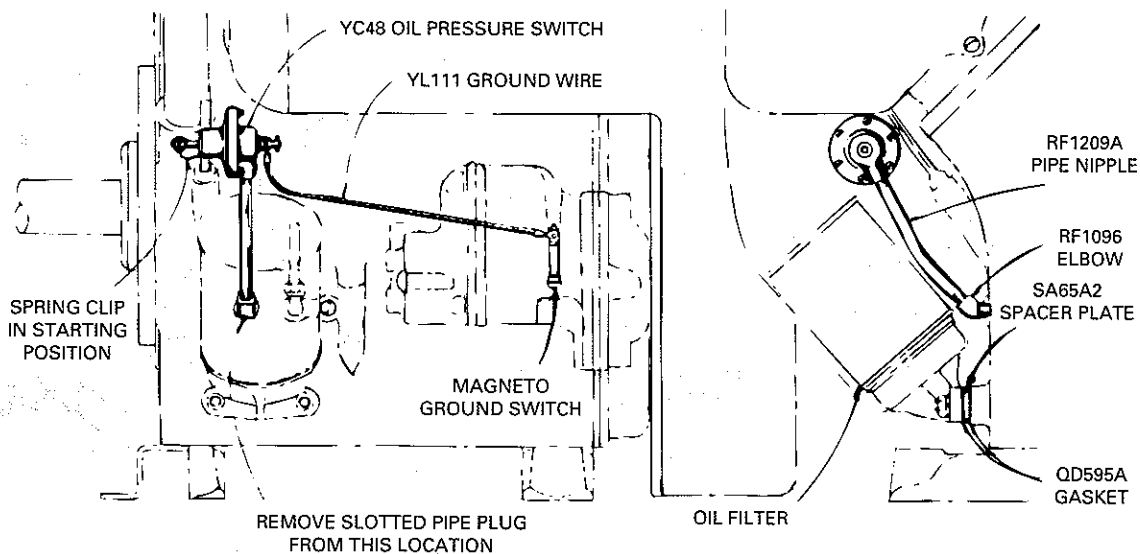 YC48 OIL PRESSURE SWITCH
YL111 GROUND WIRE
SPRING CLIP
IN STARTING
POSITION
MAGNETO
GROUND SWITCH
REMOVE SLOTTED PIPE PLUG
FROM THIS LOCATION
OIL FILTER
RF1209A
PIPE NIPPLE
RF1096
ELBOW
SA65A2
SPACER PLATE
QD595A
GASKET